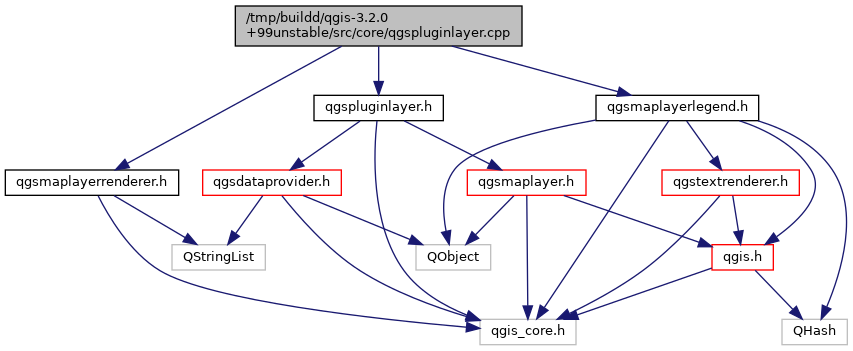 /tmp/buildd/qgis-3.2.0
+99unstable/src/core/qgspluginlayer.cpp
qgspluginlayer.h
qgsmaplayerlegend.h
qgsmaplayerrenderer.h
qgsdataprovider.h
qgsmaplayer.h
qgstextrenderer.h
QStringList
QObject
qgis.h
qgis_core.h
QHash